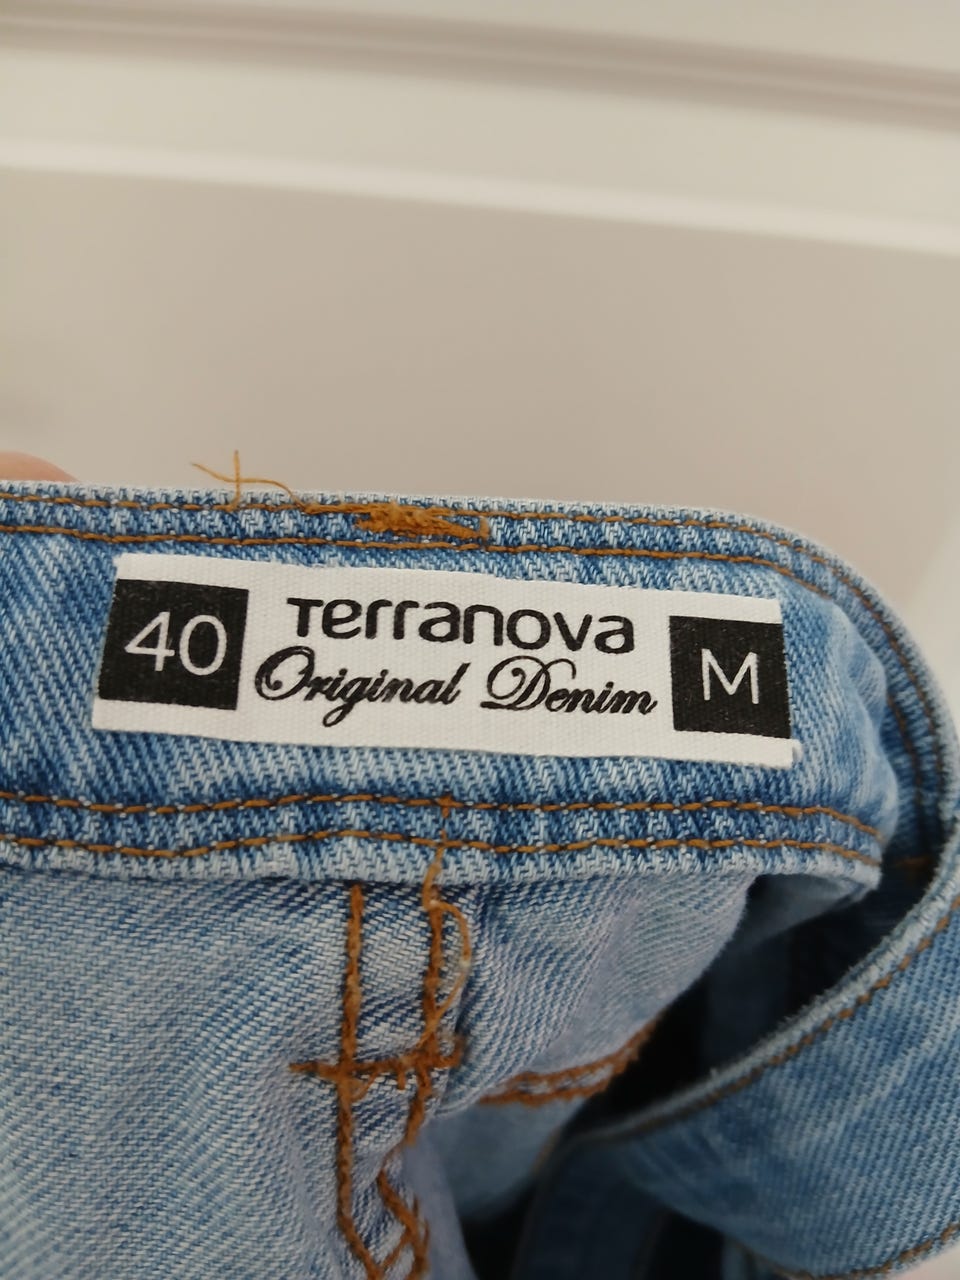 40
Terranova
Original Denim
M